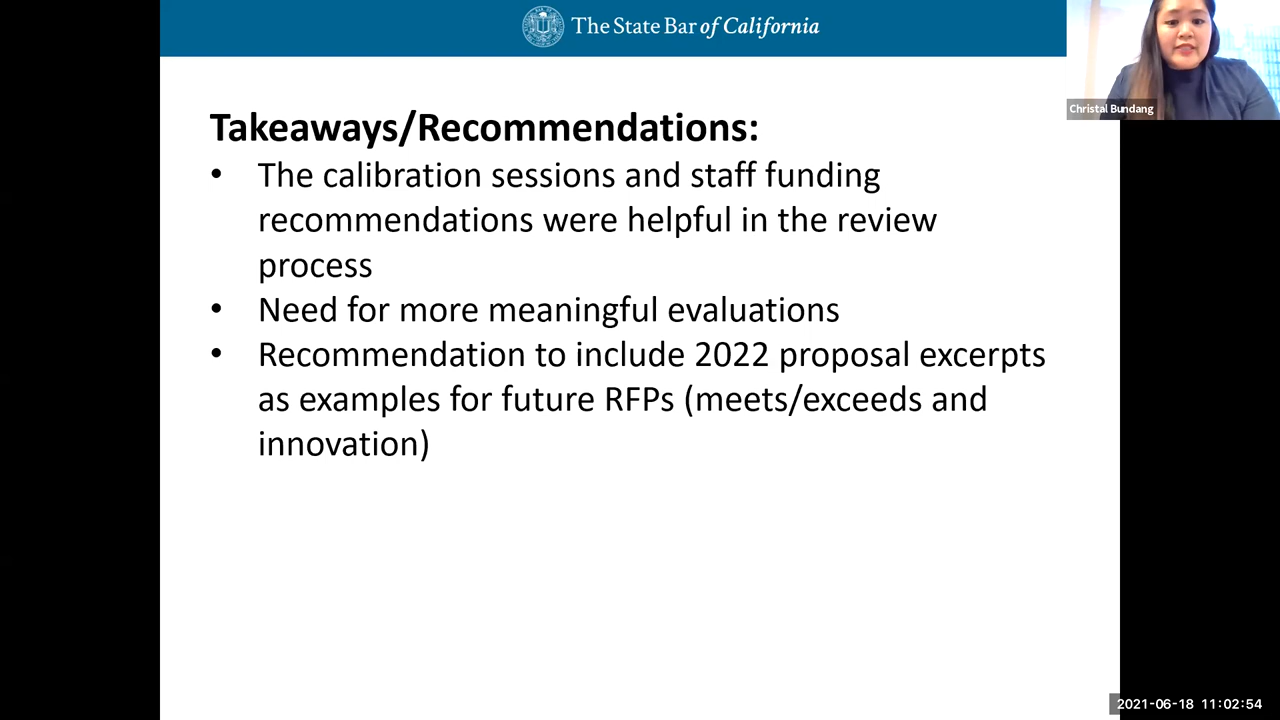 The State Bar of California
Christal Bundang
Takeaways/Recommendations:
• The calibration sessions and staff funding
recommendations were helpful in the review
process
• Need for more meaningful evaluations
• Recommendation to include 2022 proposal excerpts
as examples for future RFPs (meets/exceeds and
innovation)
2021-06-18 11:02:54